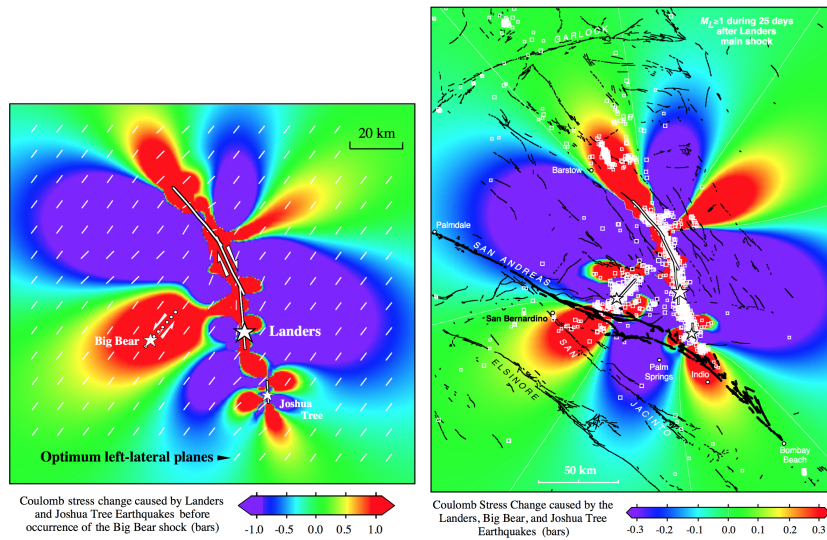 20 km
Big Bear
Landers
Joshua
Tree
Optimum left-lateral planes
Coulomb stress change caused by Landers
and Joshua Tree Earthquakes before
occurrence of the Big Bear shock (bars)
-1.0 -0.5 0.0 0.5 1.0
M_L≥1 during 25 days
after Landers
main shock
GARLOCK
Barstow
Palmdale
SAN ANDREAS
San Bernardino
SAN
JACINTO
ELSINORE
Palm
Springs
Indio
Bombay
Beach
50 km
Coulomb Stress Change caused by the
Landers, Big Bear, and Joshua Tree
Earthquakes (bars)
-0.3 -0.2 -0.1 0.0 0.1 0.2 0.3